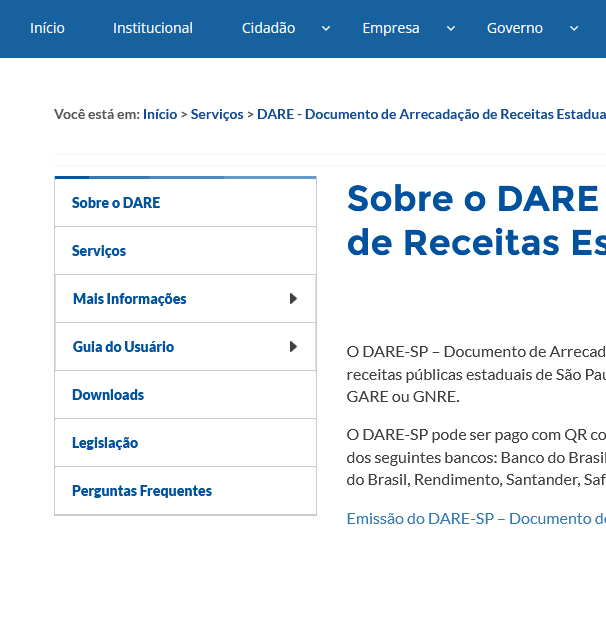 Início Institucional Cidadão Empresa Governo
Você está em: Início > Serviços > DARE - Documento de Arrecadação de Receitas Estadua
Sobre o DARE
Serviços
Mais Informações
Guia do Usuário
Downloads
Legislação
Perguntas Frequentes
Sobre o DARE
de Receitas Es
O DARE-SP – Documento de Arrecad
receitas públicas estaduais de São Pau
GARE ou GNRE.
O DARE-SP pode ser pago com QR co
dos seguintes bancos: Banco do Brasil
do Brasil, Rendimento, Santander, Saf
Emissão do DARE-SP – Documento de